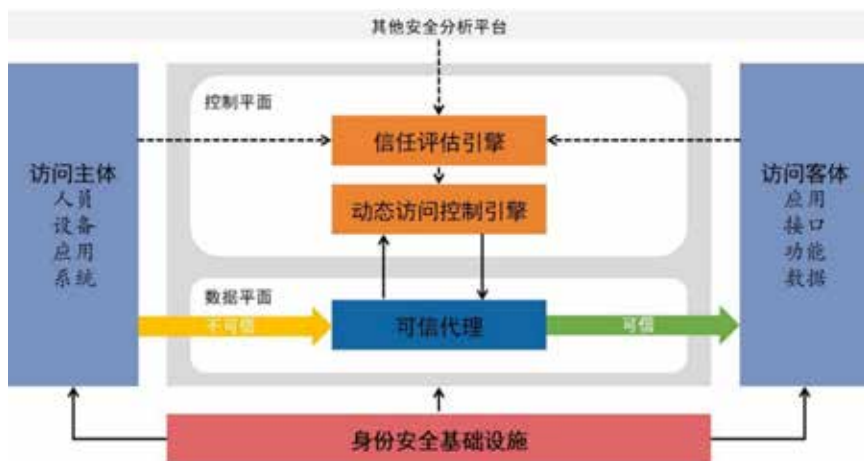 其他安全分析平台
控制平面
信任评估引擎
动态访问控制引擎
访问主体
人员
设备
应用
系统
访问客体
应用
接口
功能
数据
数据平面
不可信
可信代理
可信
身份安全基础设施